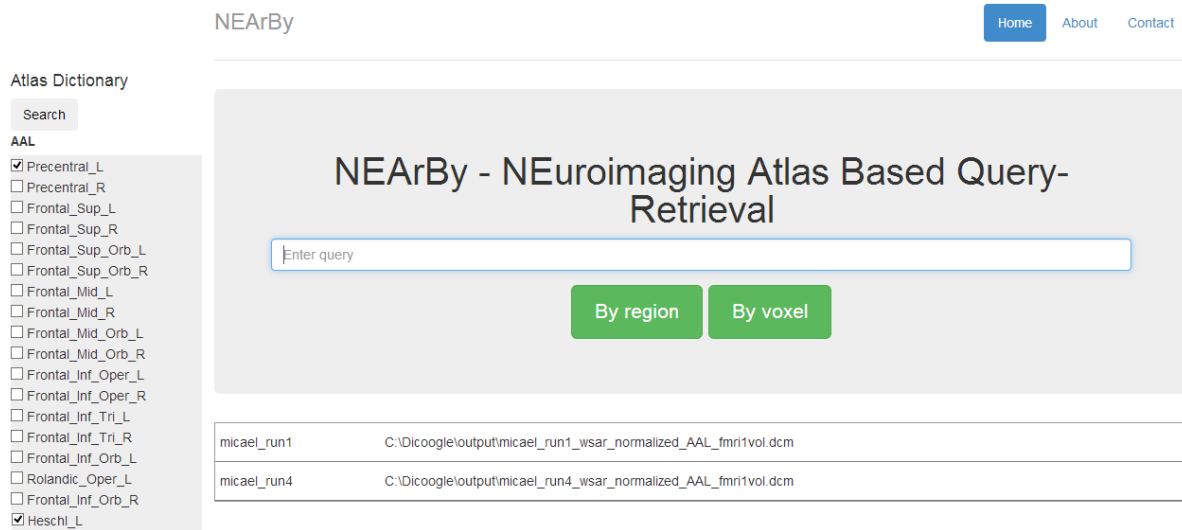 NEArBy
Home About Contact
Atlas Dictionary
Search
AAL
Precentral_L
Precentral_R
Frontal_Sup_L
Frontal_Sup_R
Frontal_Sup_Orb_L
Frontal_Sup_Orb_R
Frontal_Mid_L
Frontal_Mid_R
Frontal_Mid_Orb_L
Frontal_Mid_Orb_R
Frontal_Inf_Oper_L
Frontal_Inf_Oper_R
Frontal_Inf_Tri_L
Frontal_Inf_Tri_R
Frontal_Inf_Orb_L
Rolandic_Oper_L
Frontal_Inf_Orb_R
Heschl_L
NEArBy - NEuroimaging Atlas Based Query-
Retrieval
Enter query
By region By voxel
micael_run1 C:\Dicoogle\output\micael_run1_wsar_normalized_AAL_fmri1vol.dcm
micael_run4 C:\Dicoogle\output\micael_run4_wsar_normalized_AAL_fmri1vol.dcm